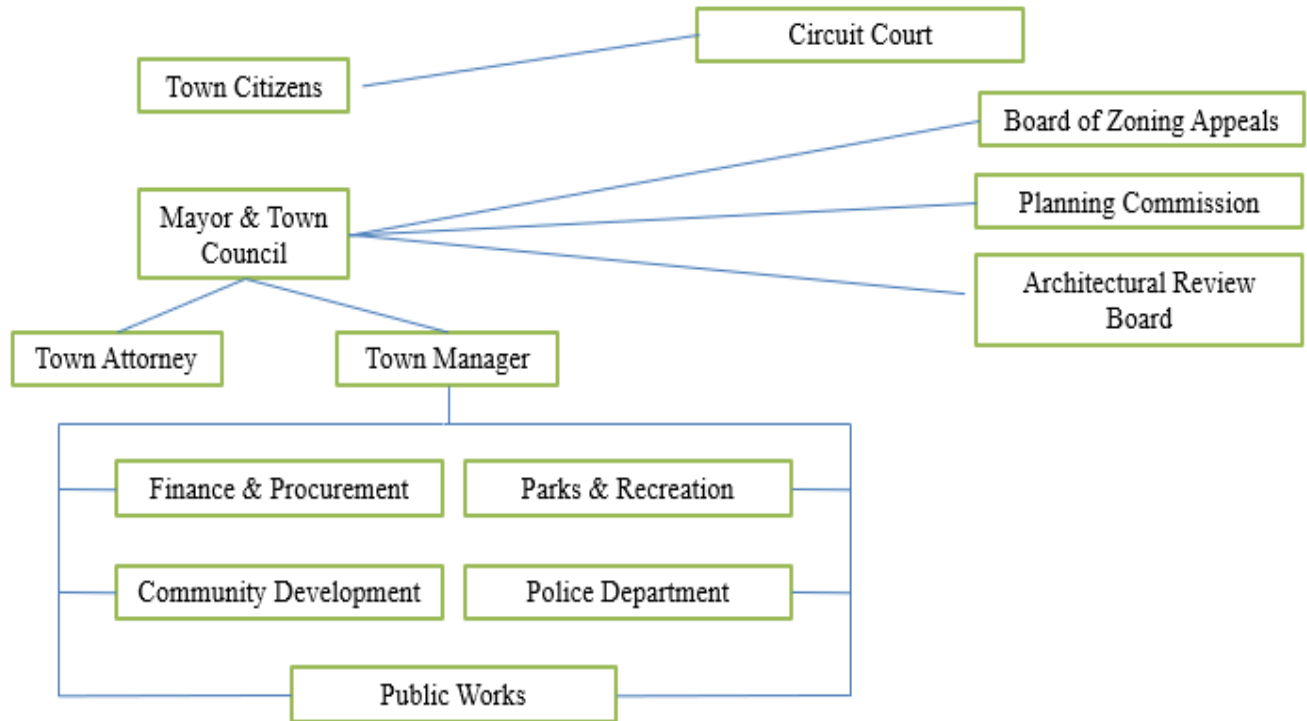 Circuit Court
Town Citizens
Board of Zoning Appeals
Mayor & Town
Council
Planning Commission
Architectural Review
Board
Town Attorney
Town Manager
Finance & Procurement
Parks & Recreation
Community Development
Police Department
Public Works